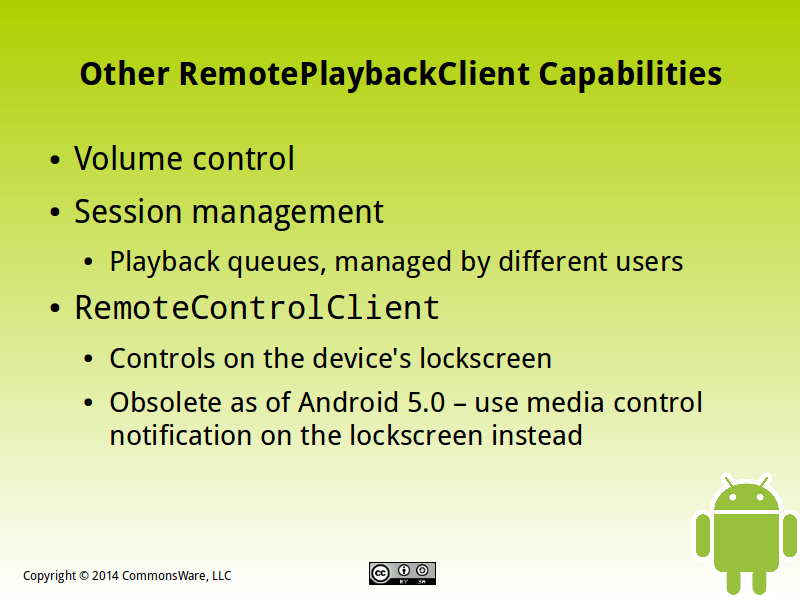 Other RemotePlaybackClient Capabilities
• Volume control
• Session management
• Playback queues, managed by different users
• RemoteControlClient
• Controls on the device's lockscreen
• Obsolete as of Android 5.0 – use media control
notification on the lockscreen instead
Copyright © 2014 CommonsWare, LLC
cc BY SA